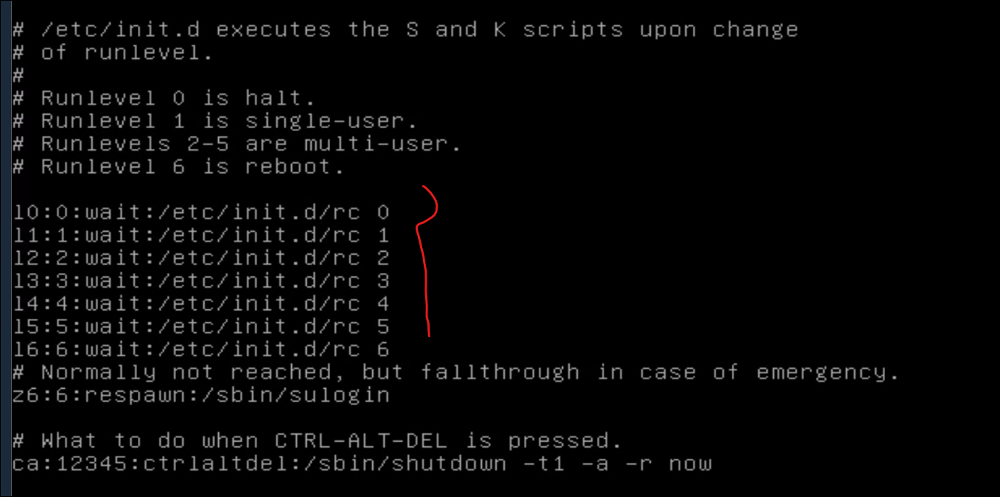 # /etc/init.d executes the S and K scripts upon change
# of runlevel.
#
# Runlevel 0 is halt.
# Runlevel 1 is single-user.
# Runlevels 2-5 are multi-user.
# Runlevel 6 is reboot.
l0:0:wait:/etc/init.d/rc 0
l1:1:wait:/etc/init.d/rc 1
l2:2:wait:/etc/init.d/rc 2
l3:3:wait:/etc/init.d/rc 3
l4:4:wait:/etc/init.d/rc 4
l5:5:wait:/etc/init.d/rc 5
l6:6:wait:/etc/init.d/rc 6
# Normally not reached, but fallthrough in case of emergency.
z6:6:respawn:/sbin/sulogin
# What to do when CTRL-ALT-DEL is pressed.
ca:12345:ctrlaltdel:/sbin/shutdown -t1 -a -r now